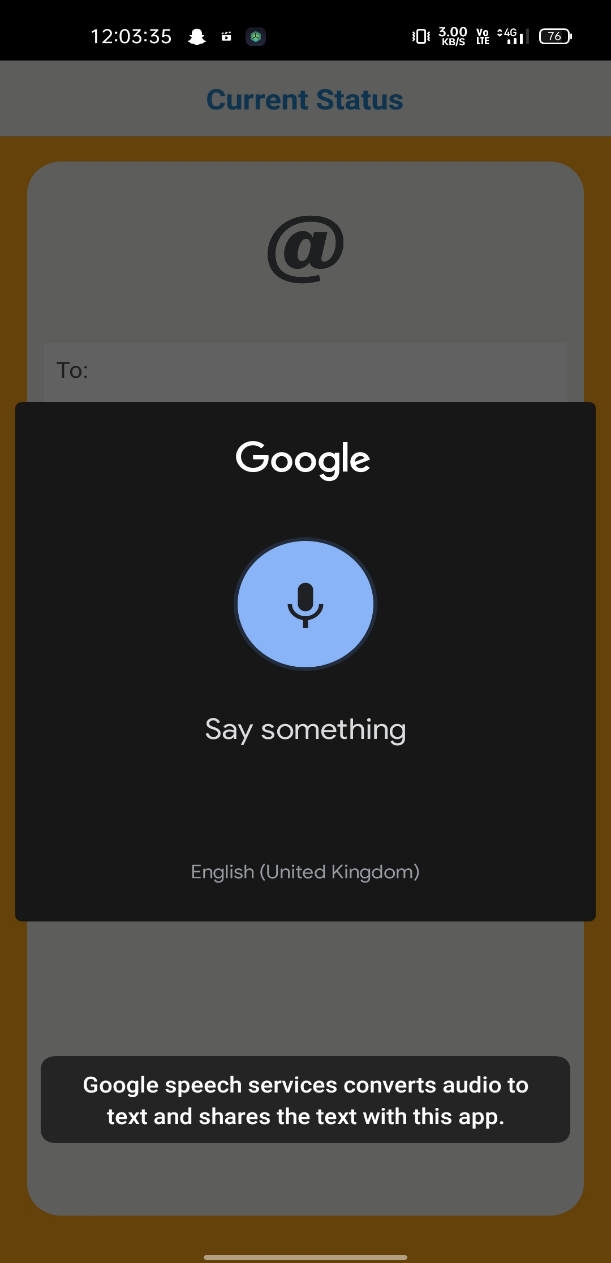 12:03:35 3.00 KB/S Vo LTE 4G 76
Current Status
@
To:
Google
Say something
English (United Kingdom)
Google speech services converts audio to
text and shares the text with this app.